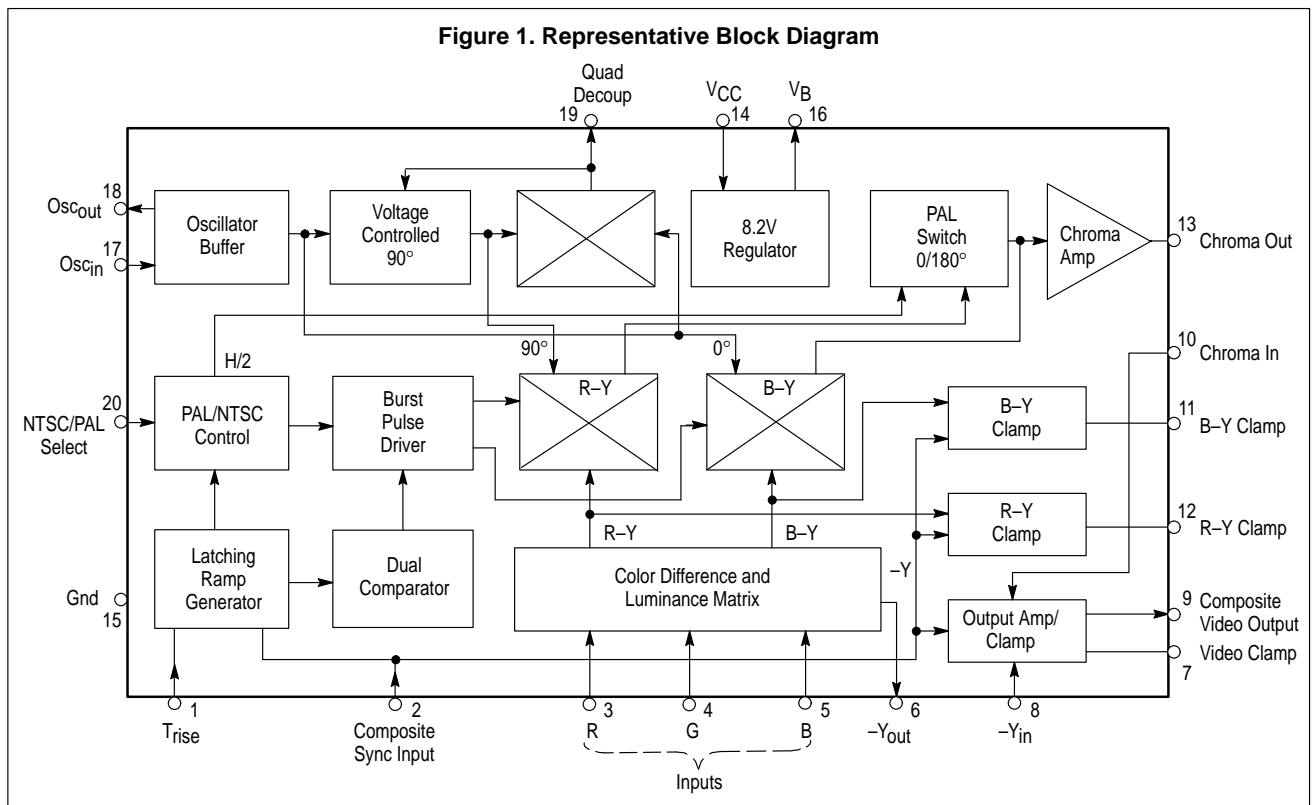 Figure 1. Representative Block Diagram
Quad
Decoup
19
VCC
14
VB
16
18
Oscout
17
Oscin
Oscillator
Buffer
Voltage
Controlled
90°
8.2V
Regulator
PAL
Switch
0/180°
Chroma
Amp
13
Chroma Out
H/2
90°
0°
10
Chroma In
20
NTSC/PAL
Select
PAL/NTSC
Control
Burst
Pulse
Driver
R–Y
B–Y
B–Y
Clamp
11
B–Y Clamp
R–Y
Clamp
12
R–Y Clamp
R–Y
B–Y
–Y
Gnd
15
Latching
Ramp
Generator
Dual
Comparator
Color Difference and
Luminance Matrix
Output Amp/
Clamp
9
Composite
Video Output
Video Clamp
7
1
Trise
2
Composite
Sync Input
3
R
4
G
5
B
6
–Yout
8
–Yin
Inputs